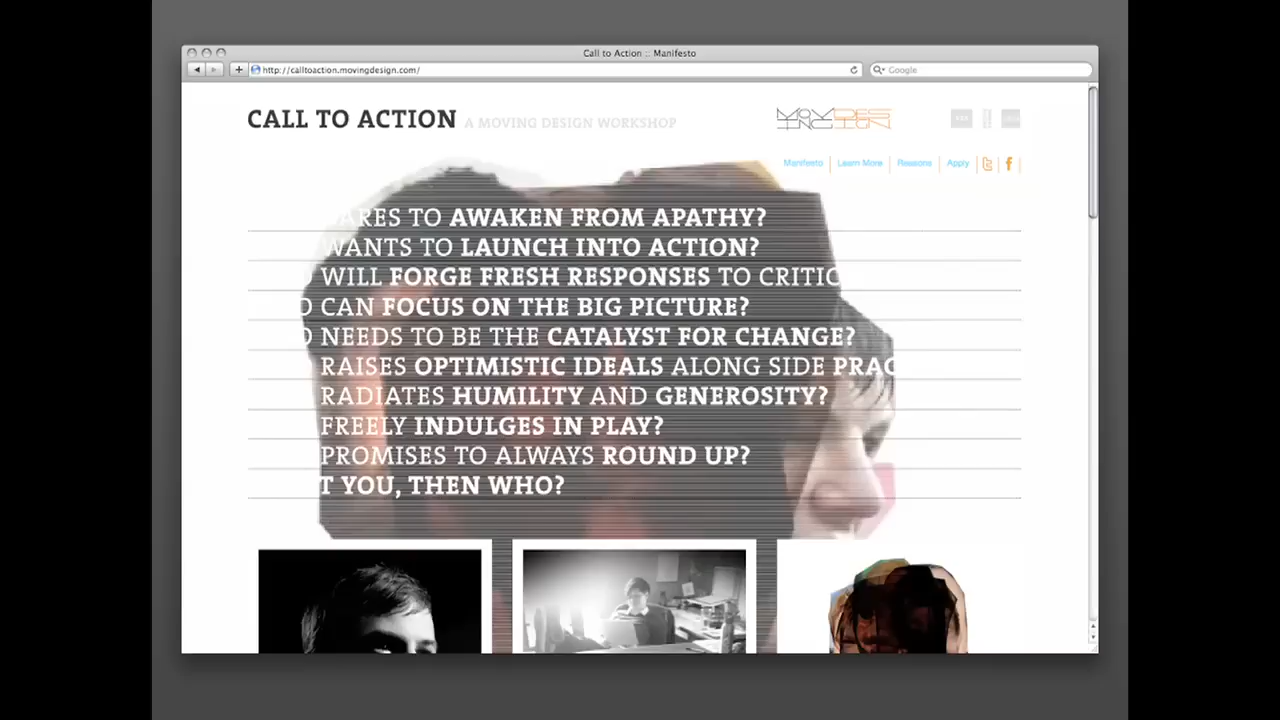 Call to Action :: Manifesto
http://calltoaction.movingdesign.com/
Google
CALL TO ACTION A MOVING DESIGN WORKSHOP
MOVING DESIGN
Manifesto Learn More Reasons Apply
TO AWAKEN FROM APATHY?
WANTS TO LAUNCH INTO ACTION?
WILL FORGE FRESH RESPONSES TO
CAN FOCUS ON THE BIG PICTURE?
NEEDS TO BE THE CATALYST FOR CHANGE?
RAISES OPTIMISTIC IDEALS ALONG SIDE
RADIATES HUMILITY AND GENEROSITY?
FREELY INDULGES IN PLAY?
PROMISES TO ALWAYS ROUND UP?
YOU, THEN WHO?